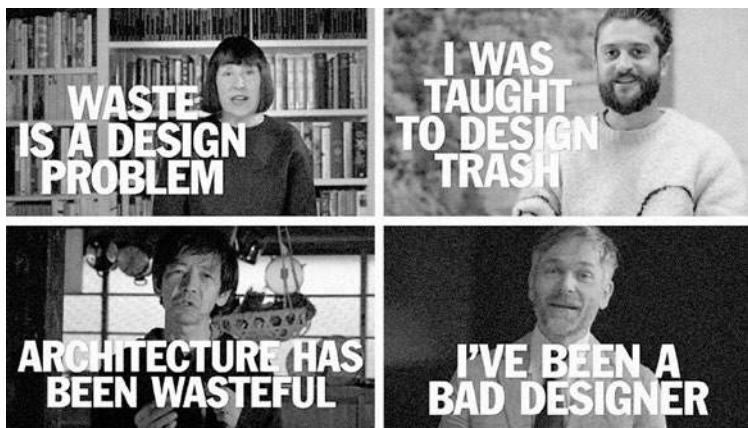 WASTE
IS A DESIGN
PROBLEM
I WAS
TAUGHT
TO DESIGN
TRASH
ARCHITECTURE HAS
BEEN WASTEFUL
I'VE BEEN A
BAD DESIGNER